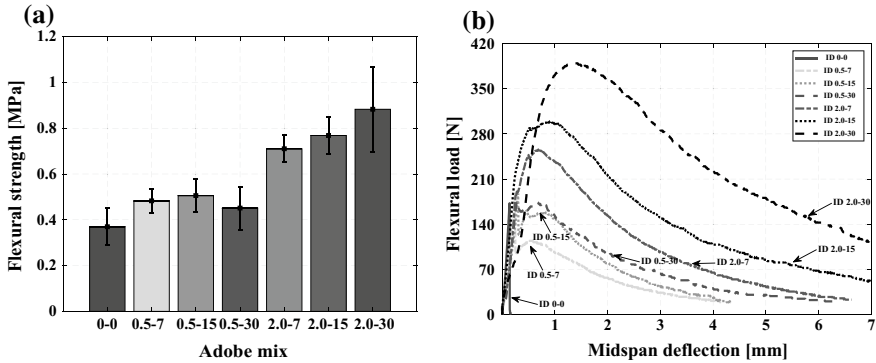 (a)
Flexural strength [MPa]
1.2
1
0.8
0.6
0.4
0.2
0
0-0 0.5-7 0.5-15 0.5-30 2.0-7 2.0-15 2.0-30
Adobe mix
(b)
Flexural load [N]
420
350
280
210
140
70
0
0 1 2 3 4 5 6 7
Midspan deflection [mm]
ID 0-0
ID 0.5-7
ID 0.5-15
ID 0.5-30
ID 2.0-7
ID 2.0-15
ID 2.0-30
ID 2.0-30
ID 2.0-15
ID 0.5-15
ID 0.5-30
ID 2.0-7
ID 0.5-7
ID 0-0